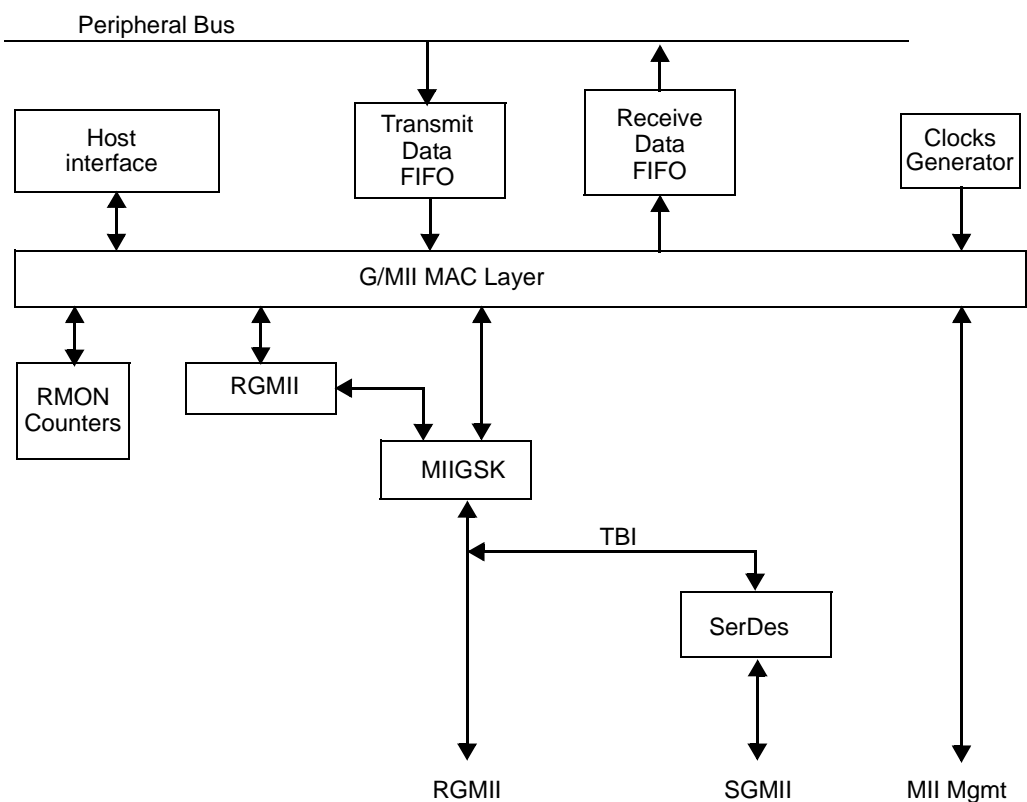 Peripheral Bus
Host
interface
Transmit
Data
FIFO
Receive
Data
FIFO
Clocks
Generator
G/MII MAC Layer
RMON
Counters
RGMII
MIIGSK
TBI
SerDes
RGMII
SGMII
MII Mgmt